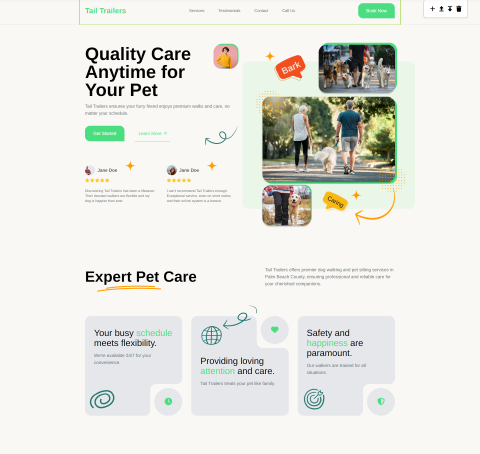 Tail Trailers
Services
Testimonials
Contact
Call Us
Book Now
Quality Care
Anytime for
Your Pet
Tail Trailers ensures your furry friend enjoys premium walks and care, no
matter your schedule.
Get Started
Learn More
Bark
Caring
Jane Doe
Discovering Tail Trailers has been a lifesaver.
Their devoted walkers are flexible and my
dog is happier than ever.
Jane Doe
I can't recommend Tail Trailers enough.
Exceptional service, even on short notice,
and their online system is a breeze.
Expert Pet Care
Tail Trailers offers premier dog walking and pet sitting services in
Palm Beach County, ensuring professional and reliable care for
your cherished companions.
Your busy schedule
meets flexibility.
We're available 24/7 for your
convenience.
Providing loving
attention and care.
Tail Trailers treats your pet like family.
Safety and
happiness are
paramount.
Our walkers are trained for all
situations.